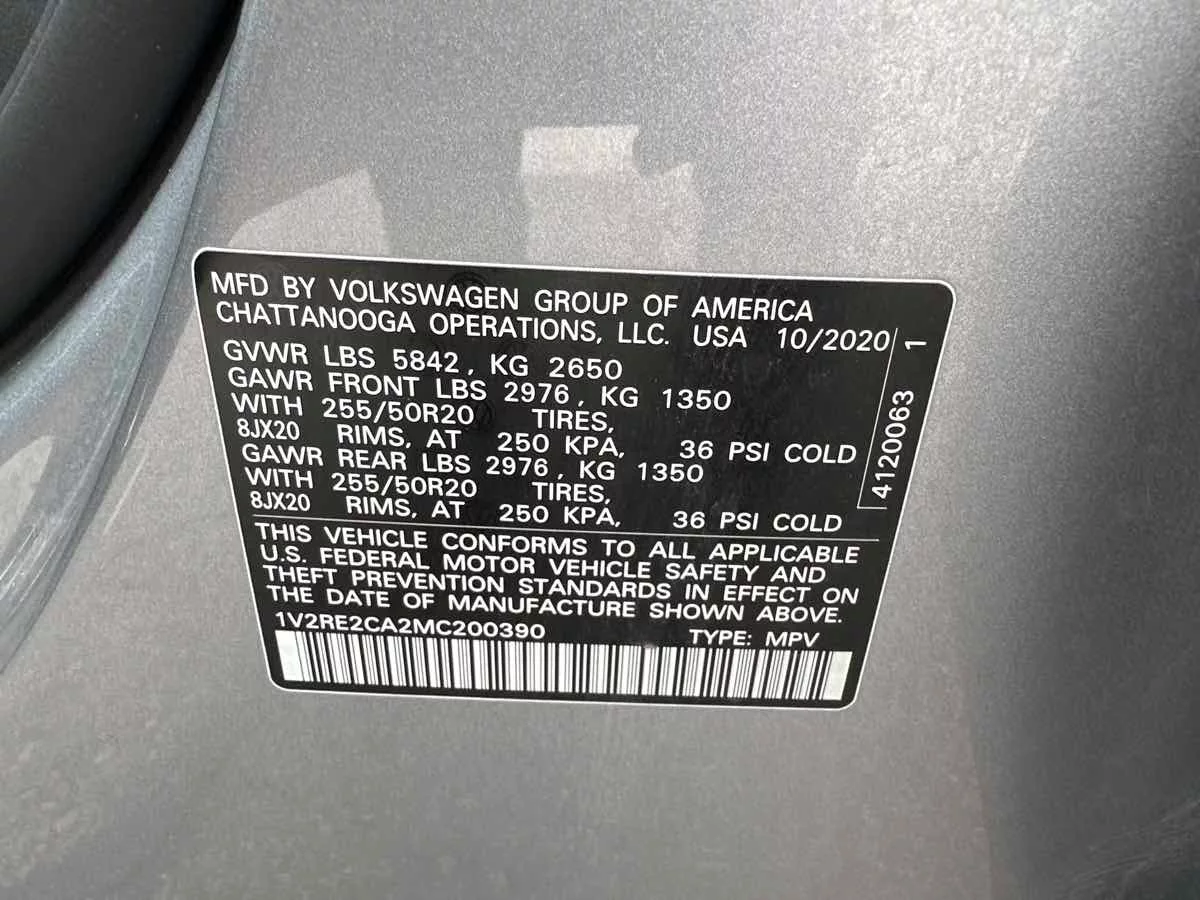 MFD BY VOLKSWAGEN GROUP OF AMERICA
CHATTANOOGA OPERATIONS, LLC. USA 10/2020
GVWR LBS 5842, KG 2650
GAWR FRONT LBS 2976, KG 1350
WITH 255/50R20 TIRES,
8JX20 RIMS, AT 250 KPA, 36 PSI COLD
GAWR REAR LBS 2976, KG 1350
WITH 255/50R20 TIRES,
8JX20 RIMS, AT 250 KPA, 36 PSI COLD
4120063 1
THIS VEHICLE CONFORMS TO ALL APPLICABLE
U.S. FEDERAL MOTOR VEHICLE SAFETY AND
THEFT PREVENTION STANDARDS IN EFFECT ON
THE DATE OF MANUFACTURE SHOWN ABOVE.
1V2RE2CA2MC200390 TYPE: MPV